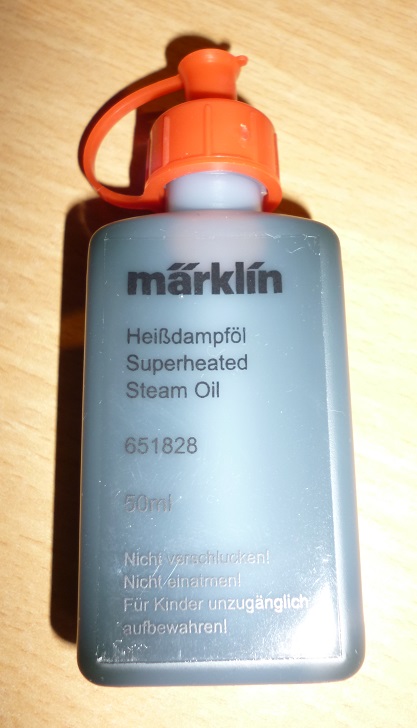 märklin
Heißdampföl
Superheated
Steam Oil
651828
50ml
Nicht verschlucken!
Nicht einatmen!
Für Kinder unzugänglich
aufbewahren!